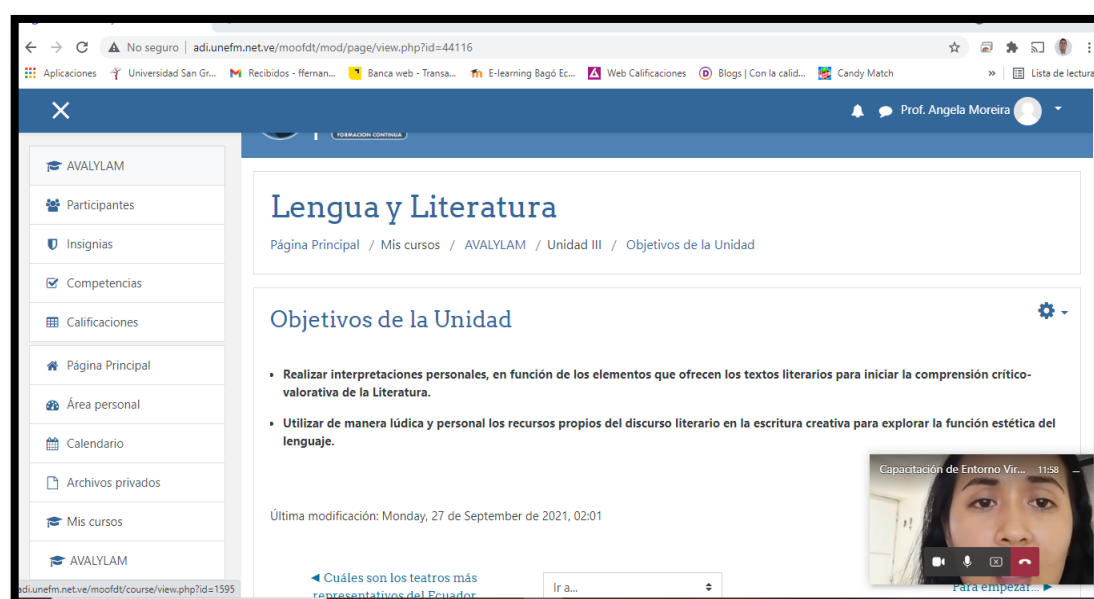 No seguro | adi.unefm.net.ve/moofdt/mod/page/view.php?id=44116
Aplicaciones Universidad San Gr... Recibidos - ffernan... Banca web - Transa... E-learning Bagó Ec... Web Calificaciones Blogs | Con la calid... Candy Match » Lista de lectura
Prof. Angela Moreira
FORMACIÓN CONTINUA
AVALYLAM
Participantes
Insignias
Competencias
Calificaciones
Página Principal
Área personal
Calendario
Archivos privados
Mis cursos
AVALYLAM
adi.unefm.net.ve/moofdt/course/view.php?id=1595
Lengua y Literatura
Página Principal / Mis cursos / AVALYLAM / Unidad III / Objetivos de la Unidad
Objetivos de la Unidad
• Realizar interpretaciones personales, en función de los elementos que ofrecen los textos literarios para iniciar la comprensión crítico-
valorativa de la Literatura.
• Utilizar de manera lúdica y personal los recursos propios del discurso literario en la escritura creativa para explorar la función estética del
lenguaje.
Capacitación de Entorno Vir... 11:58
Última modificación: Monday, 27 de September de 2021, 02:01
◄ Cuáles son los teatros más
representativos del Ecuador
Ir a...
Para empezar... ►